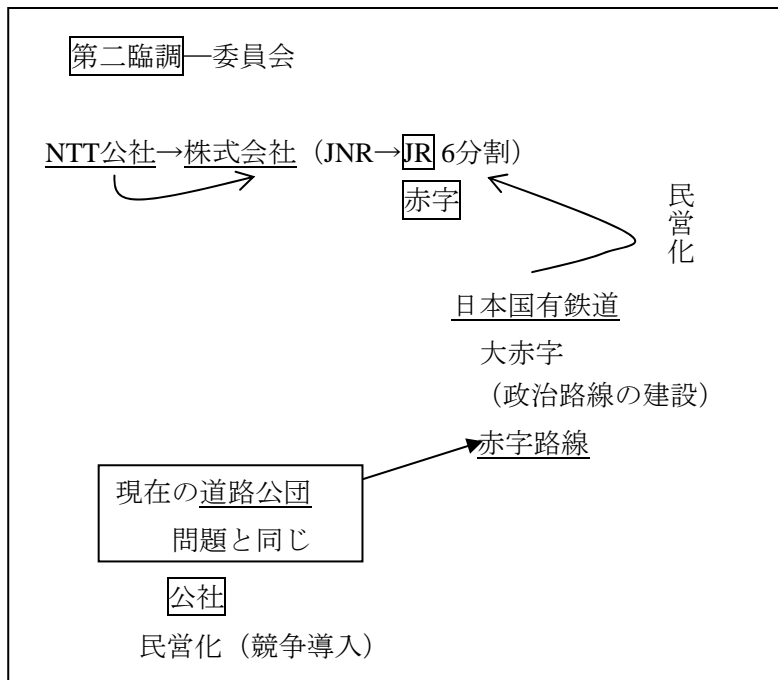 第二臨調―委員会
NTT公社→株式会社（JNR→JR 6分割）
赤字
民営化
日本国有鉄道
大赤字
（政治路線の建設）
赤字路線
現在の道路公団
問題と同じ
公社
民営化（競争導入）